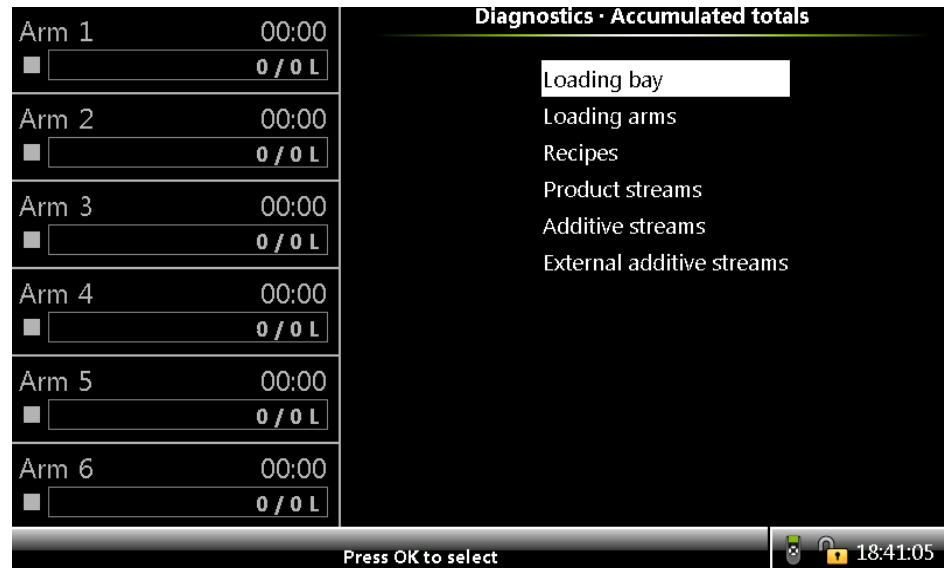 Arm 1 00:00
0 / 0 L
Arm 2 00:00
0 / 0 L
Arm 3 00:00
0 / 0 L
Arm 4 00:00
0 / 0 L
Arm 5 00:00
0 / 0 L
Arm 6 00:00
0 / 0 L
Diagnostics · Accumulated totals
Loading bay
Loading arms
Recipes
Product streams
Additive streams
External additive streams
Press OK to select
18:41:05